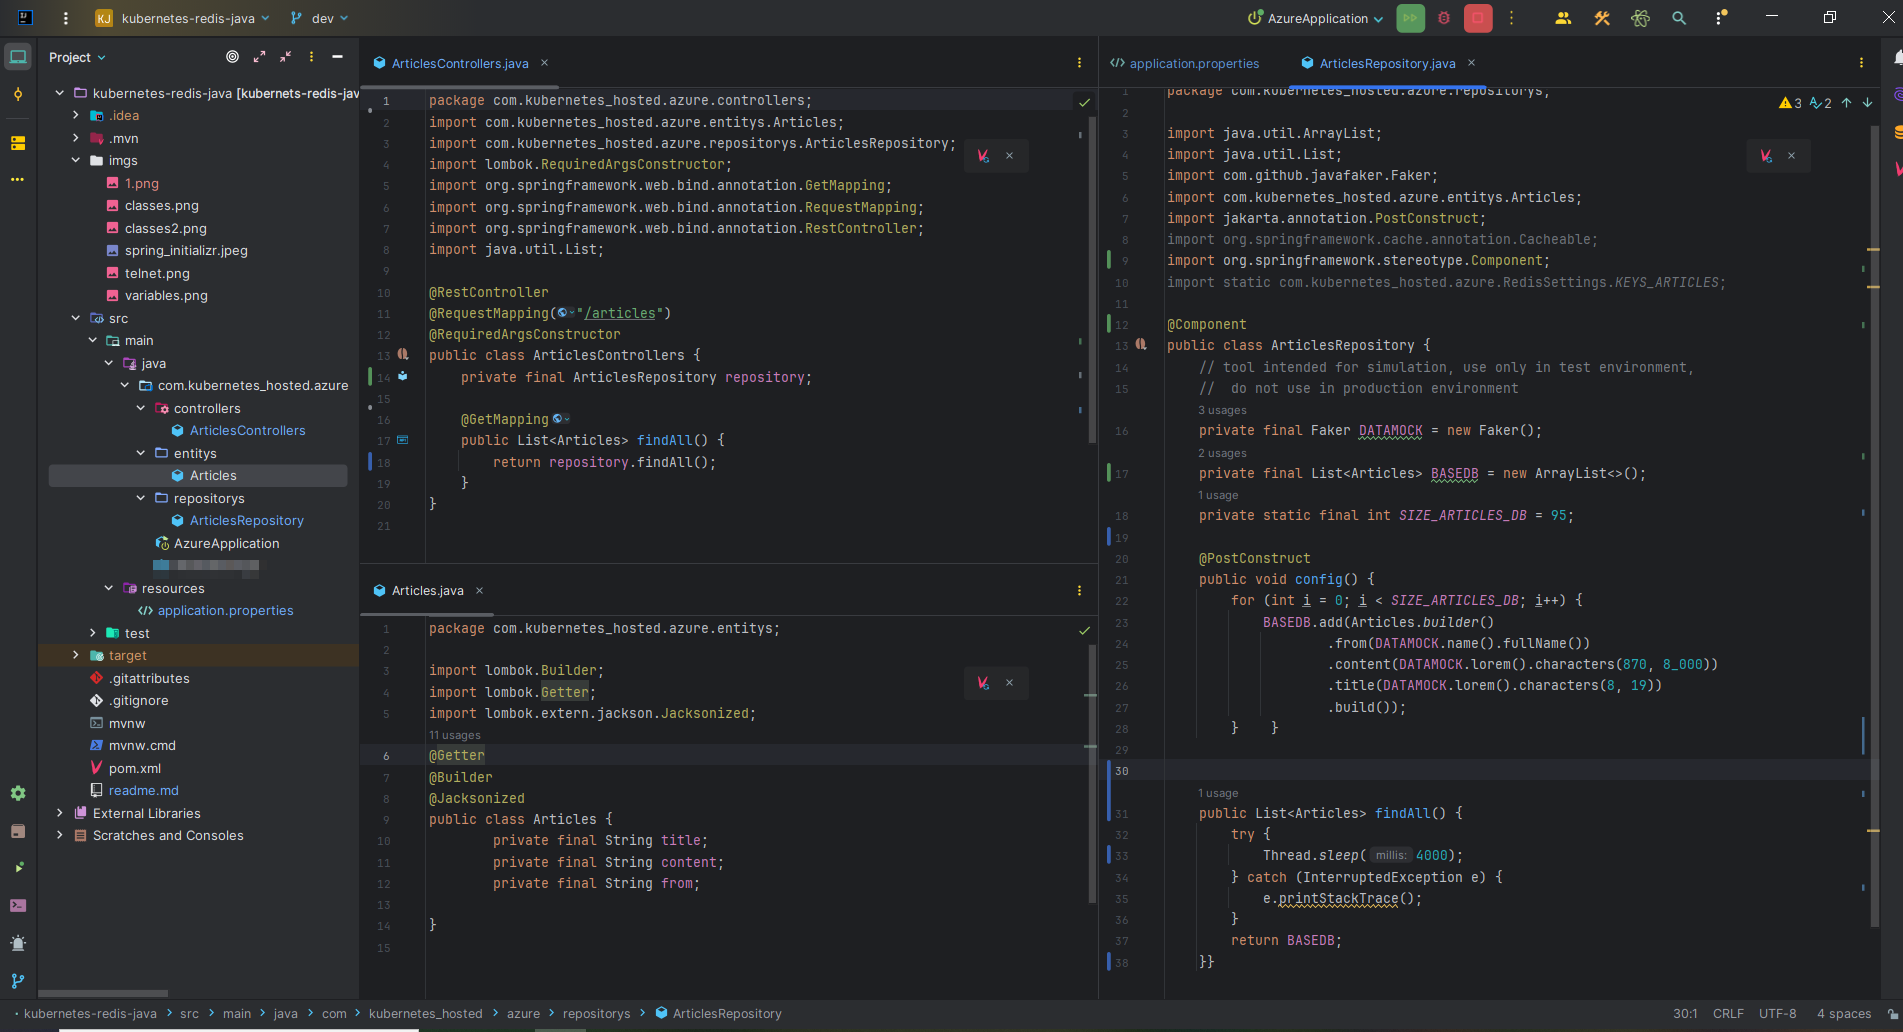 KJ kubernetes-redis-java dev
AzureApplication
Project
kubernetes-redis-java [kubernets-redis-jav
.idea
.mvn
imgs
1.png
classes.png
classes2.png
spring_initializr.jpeg
telnet.png
variables.png
src
main
java
com.kubernetes_hosted.azure
controllers
ArticlesControllers
entitys
Articles
repositorys
ArticlesRepository
AzureApplication
resources
application.properties
test
target
.gitattributes
.gitignore
mvnw
mvnw.cmd
pom.xml
readme.md
External Libraries
Scratches and Consoles
ArticlesControllers.java
1 package com.kubernetes_hosted.azure.controllers;
2 import com.kubernetes_hosted.azure.entitys.Articles;
3 import com.kubernetes_hosted.azure.repositorys.ArticlesRepository;
4 import lombok.RequiredArgsConstructor;
5 import org.springframework.web.bind.annotation.GetMapping;
6 import org.springframework.web.bind.annotation.RequestMapping;
7 import org.springframework.web.bind.annotation.RestController;
8 import java.util.List;
9
10 @RestController
11 @RequestMapping("/articles")
12 @RequiredArgsConstructor
13 public class ArticlesControllers {
14 private final ArticlesRepository repository;
15
16 @GetMapping
17 public List<Articles> findAll() {
18 return repository.findAll();
19 }
20 }
21
Articles.java
1 package com.kubernetes_hosted.azure.entitys;
2
3 import lombok.Builder;
4 import lombok.Getter;
5 import lombok.extern.jackson.Jacksonized;
11 usages
6 @Getter
7 @Builder
8 @Jacksonized
9 public class Articles {
10 private final String title;
11 private final String content;
12 private final String from;
13
14 }
15
application.properties
ArticlesRepository.java
3 2
1 package com.kubernetes_hosted.azure.repositorys;
2
3 import java.util.ArrayList;
4 import java.util.List;
5 import com.github.javafaker.Faker;
6 import com.kubernetes_hosted.azure.entitys.Articles;
7 import jakarta.annotation.PostConstruct;
8 import org.springframework.cache.annotation.Cacheable;
9 import org.springframework.stereotype.Component;
10 import static com.kubernetes_hosted.azure.RedisSettings.KEYS_ARTICLES;
11
12 @Component
13 public class ArticlesRepository {
14 // tool intended for simulation, use only in test environment,
15 // do not use in production environment
3 usages
16 private final Faker DATAMOCK = new Faker();
2 usages
17 private final List<Articles> BASEDB = new ArrayList<>();
1 usage
18 private static final int SIZE_ARTICLES_DB = 95;
19
20 @PostConstruct
21 public void config() {
22 for (int i = 0; i < SIZE_ARTICLES_DB; i++) {
23 BASEDB.add(Articles.builder()
24 .from(DATAMOCK.name().fullName())
25 .content(DATAMOCK.lorem().characters(870, 8_000))
26 .title(DATAMOCK.lorem().characters(8, 19))
27 .build());
28 } }
29
30
1 usage
31 public List<Articles> findAll() {
32 try {
33 Thread.sleep( millis: 4000);
34 } catch (InterruptedException e) {
35 e.printStackTrace();
36 }
37 return BASEDB;
38 }}
kubernetes-redis-java > src > main > java > com > kubernetes_hosted > azure > repositorys > ArticlesRepository
30:1 CRLF UTF-8 4 spaces